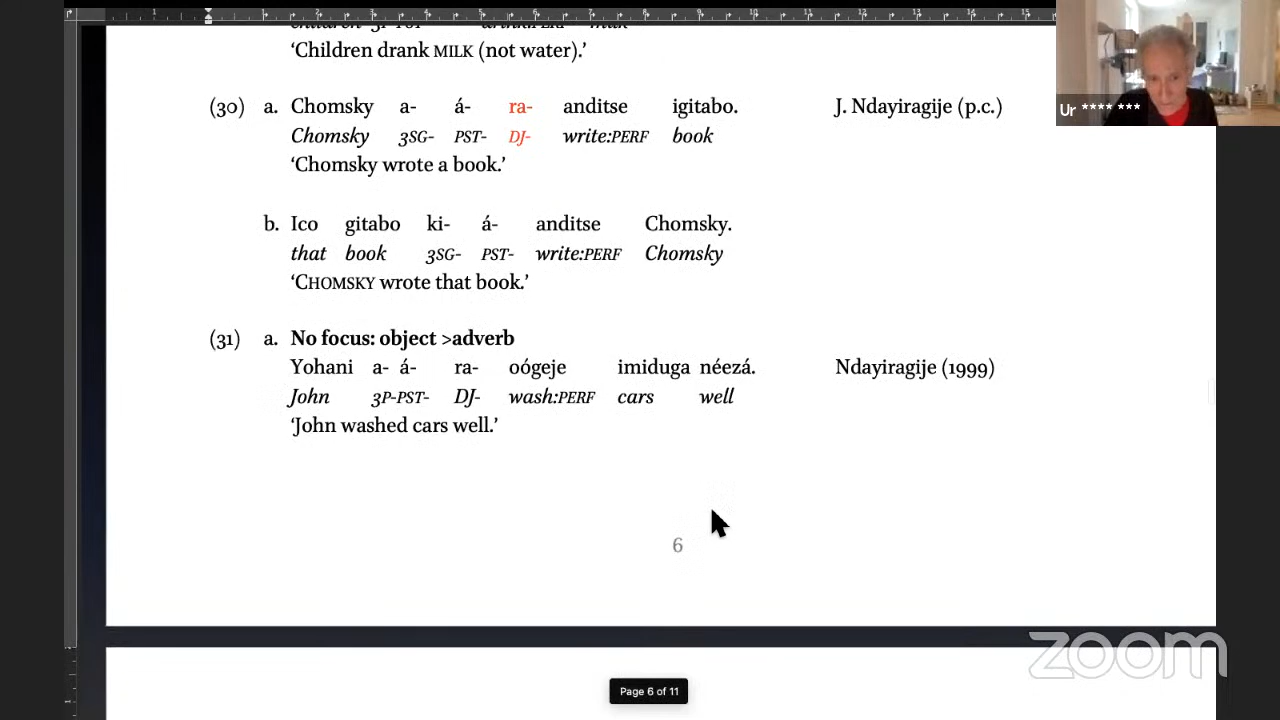 ‘Children drank MILK (not water).’
(30) a. Chomsky a- á- ra- anditse igitabo. J. Ndayiragije (p.c.)
Chomsky 3SG- PST- DJ- write:PERF book
‘Chomsky wrote a book.’
b. Ico gitabo ki- á- anditse Chomsky.
that book 3SG- PST- write:PERF Chomsky
‘CHOMSKY wrote that book.’
(31) a. No focus: object >adverb
Yohani a- á- ra- oógeje imiduga néezá. Ndayiragije (1999)
John 3P-PST- DJ- wash:PERF cars well
‘John washed cars well.’
6
Page 6 of 11
Ur **** ***
zoom